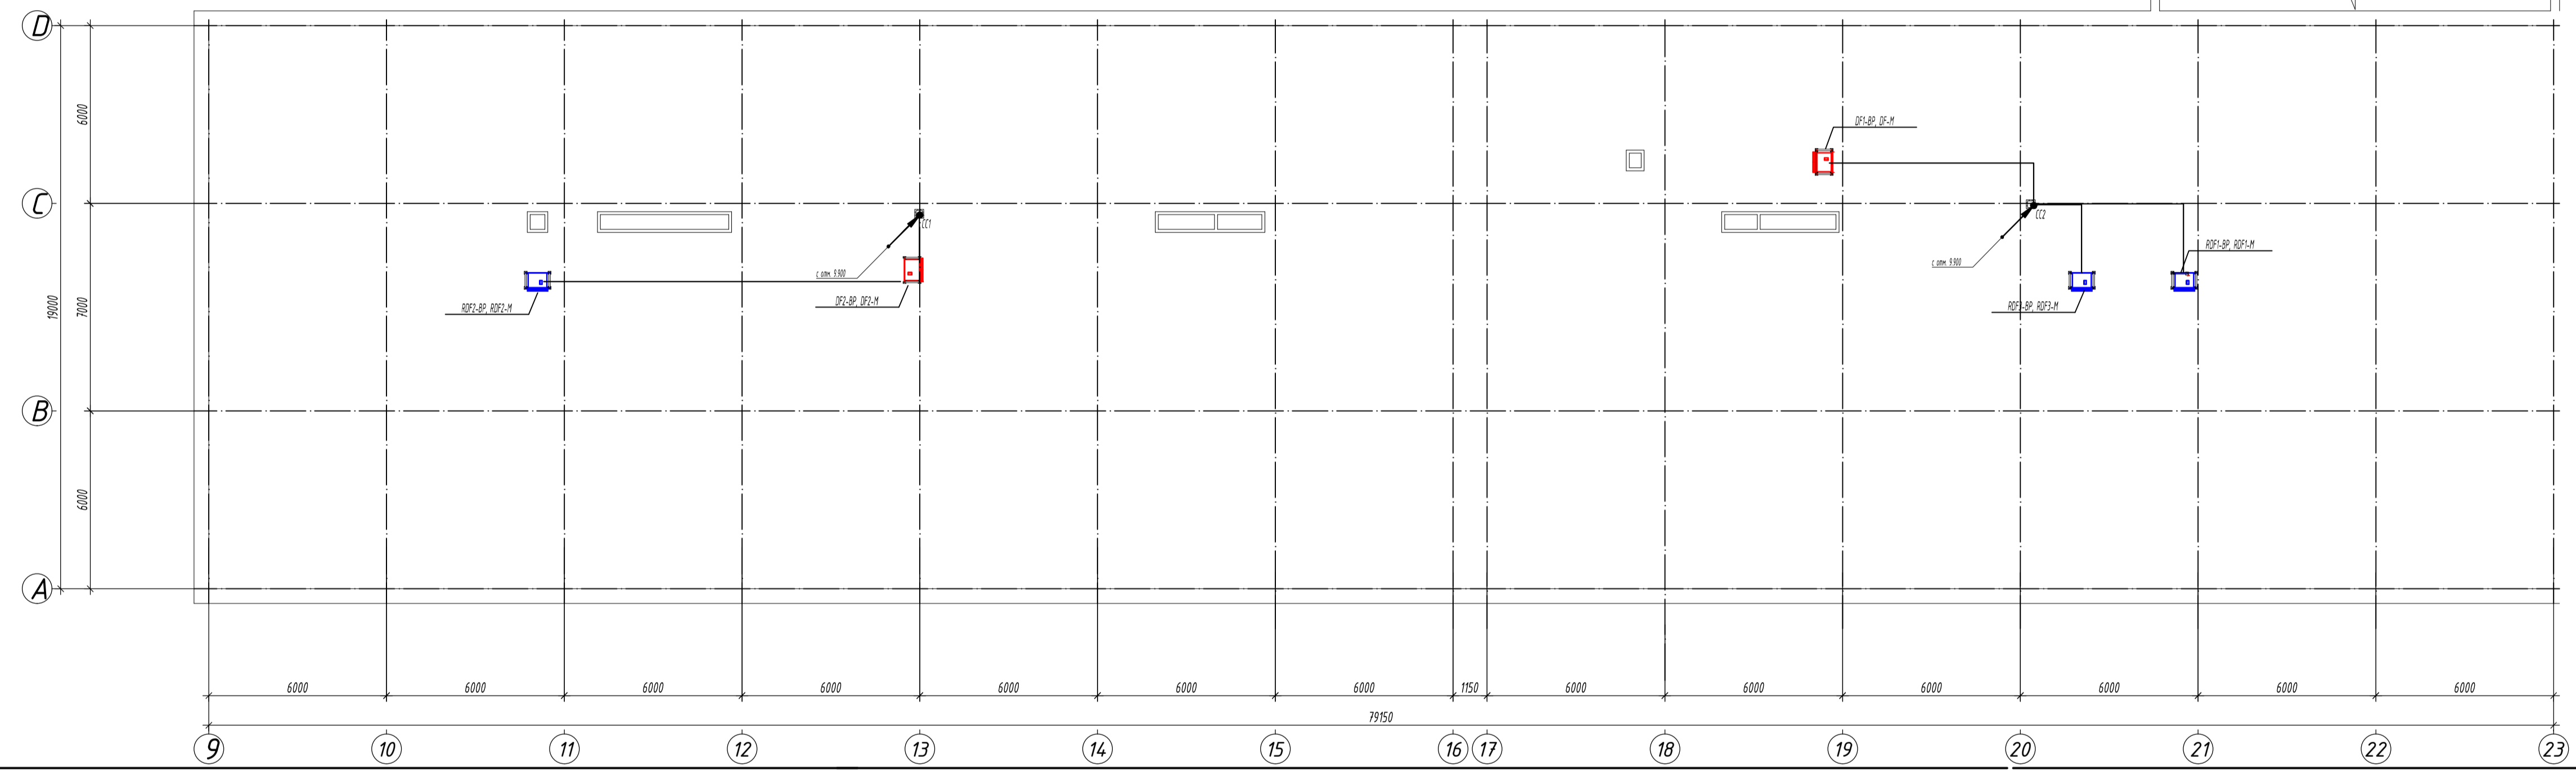 D
6000
DF1-BP, DF-M
C
CC1
CC2
RDF1-BP, RDF1-M
с отм. 9.900
с отм. 9.900
19000
7000
RDF2-BP, RDF2-M
DF2-BP, DF2-M
RDF3-BP, RDF3-M
B
6000
A
6000 6000 6000 6000 6000 6000 6000 1150 6000 6000 6000 6000 6000 6000
79150
9 10 11 12 13 14 15 16 17 18 19 20 21 22 23